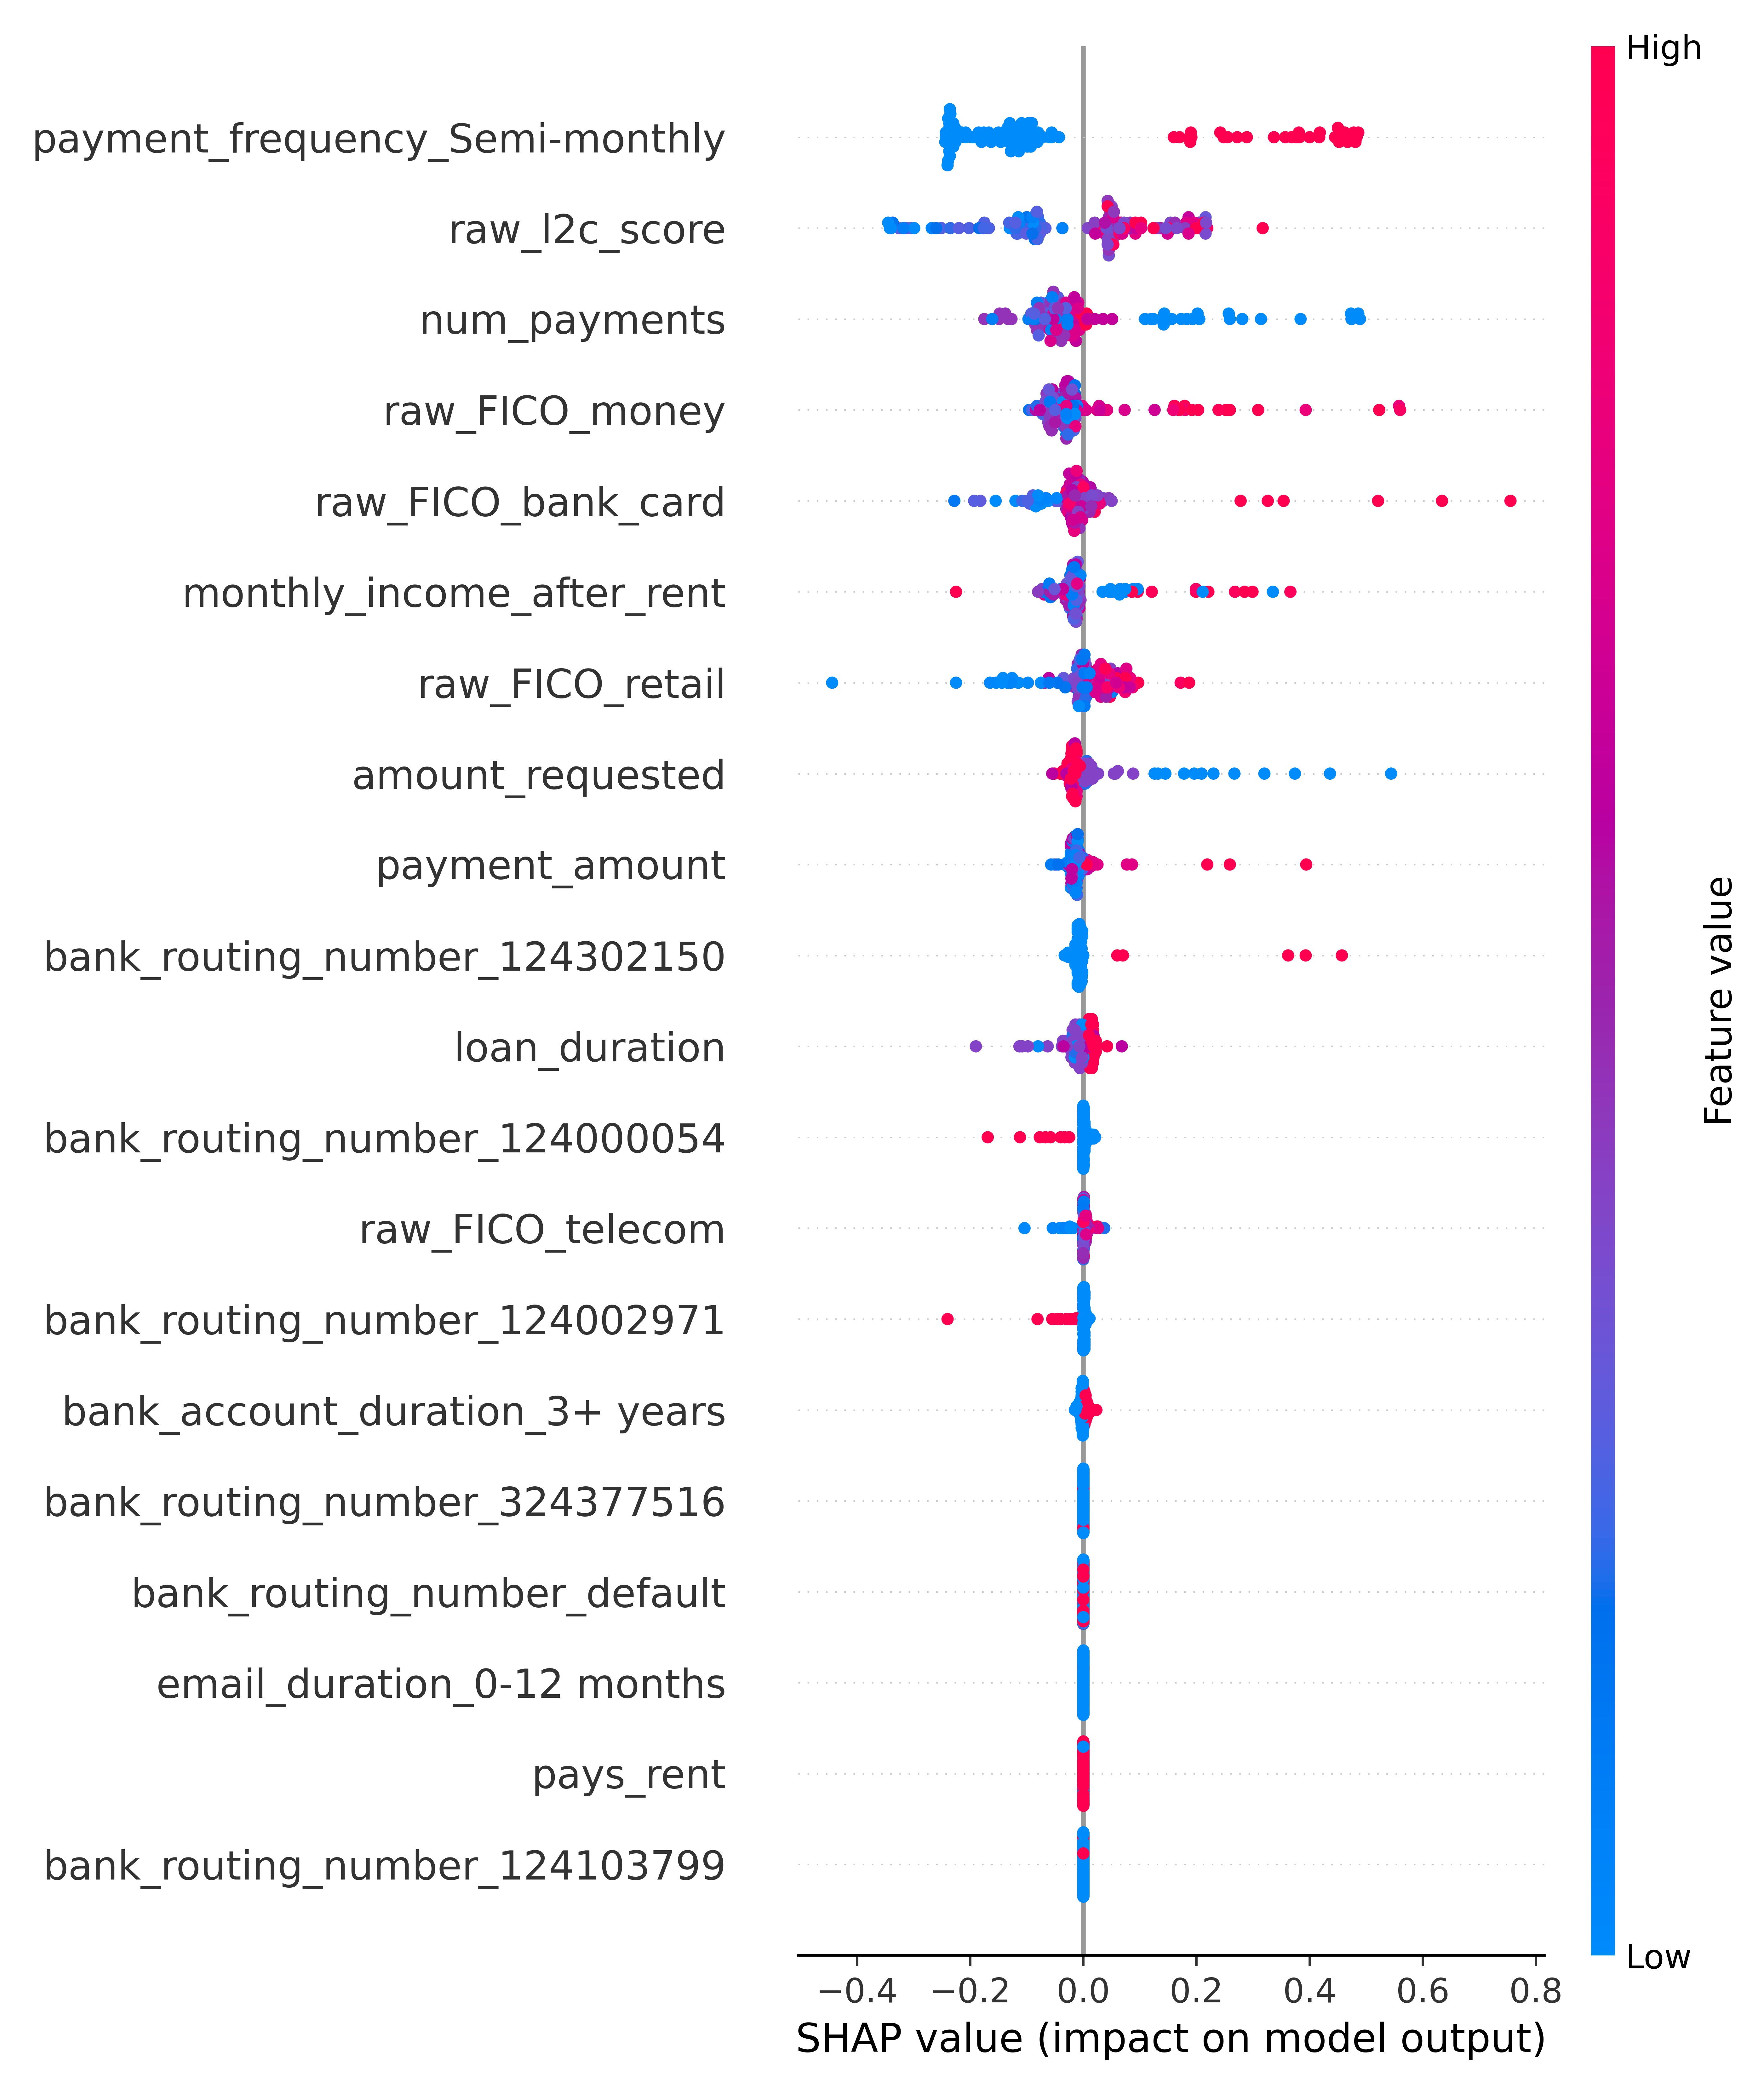 High
payment_frequency_Semi-monthly
raw_l2c_score
num_payments
raw_FICO_money
raw_FICO_bank_card
monthly_income_after_rent
raw_FICO_retail
amount_requested
payment_amount
bank_routing_number_124302150
loan_duration
bank_routing_number_124000054
raw_FICO_telecom
bank_routing_number_124002971
bank_account_duration_3+ years
bank_routing_number_324377516
bank_routing_number_default
email_duration_0-12 months
pays_rent
bank_routing_number_124103799
Feature value
Low
−0.4 −0.2 0.0 0.2 0.4 0.6 0.8
SHAP value (impact on model output)